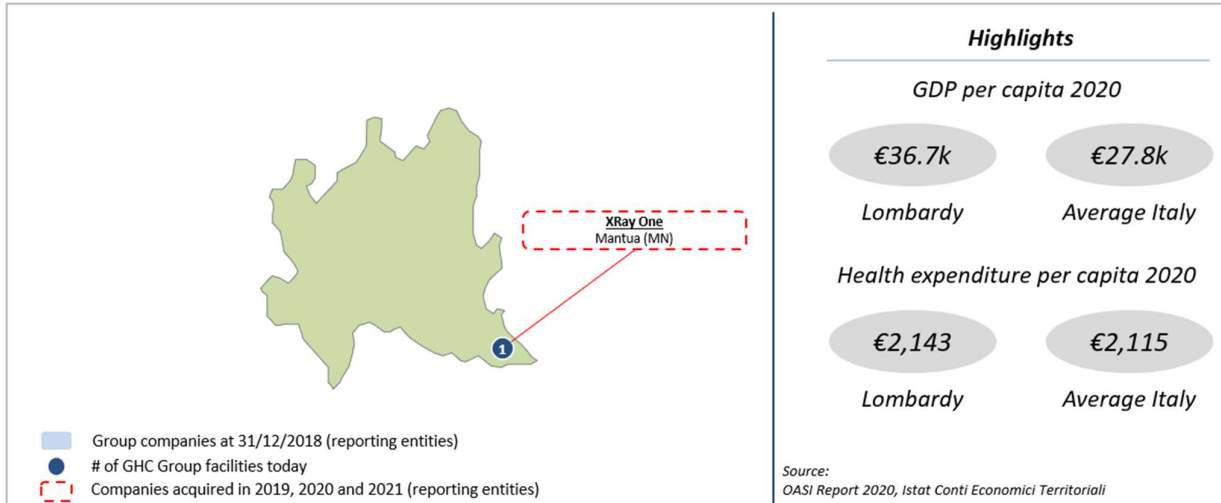 XRay One
Mantua (MN)
1
Group companies at 31/12/2018 (reporting entities)
# of GHC Group facilities today
Companies acquired in 2019, 2020 and 2021 (reporting entities)
Highlights
GDP per capita 2020
€36.7k €27.8k
Lombardy Average Italy
Health expenditure per capita 2020
€2,143 €2,115
Lombardy Average Italy
Source:
OASI Report 2020, Istat Conti Economici Territoriali